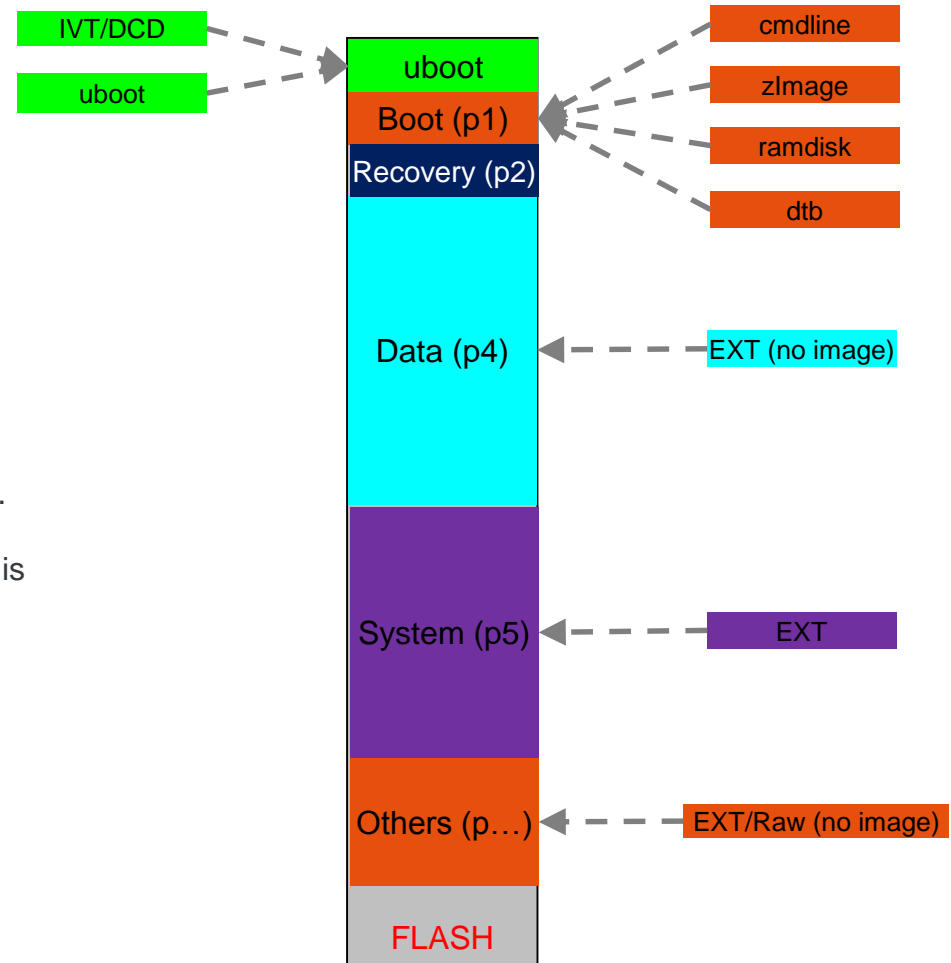 IVT/DCD
uboot
uboot
Boot (p1)
Recovery (p2)
Data (p4)
System (p5)
Others (p…)
FLASH
cmdline
zImage
ramdisk
dtb
EXT (no image)
EXT
EXT/Raw (no image)
.
is